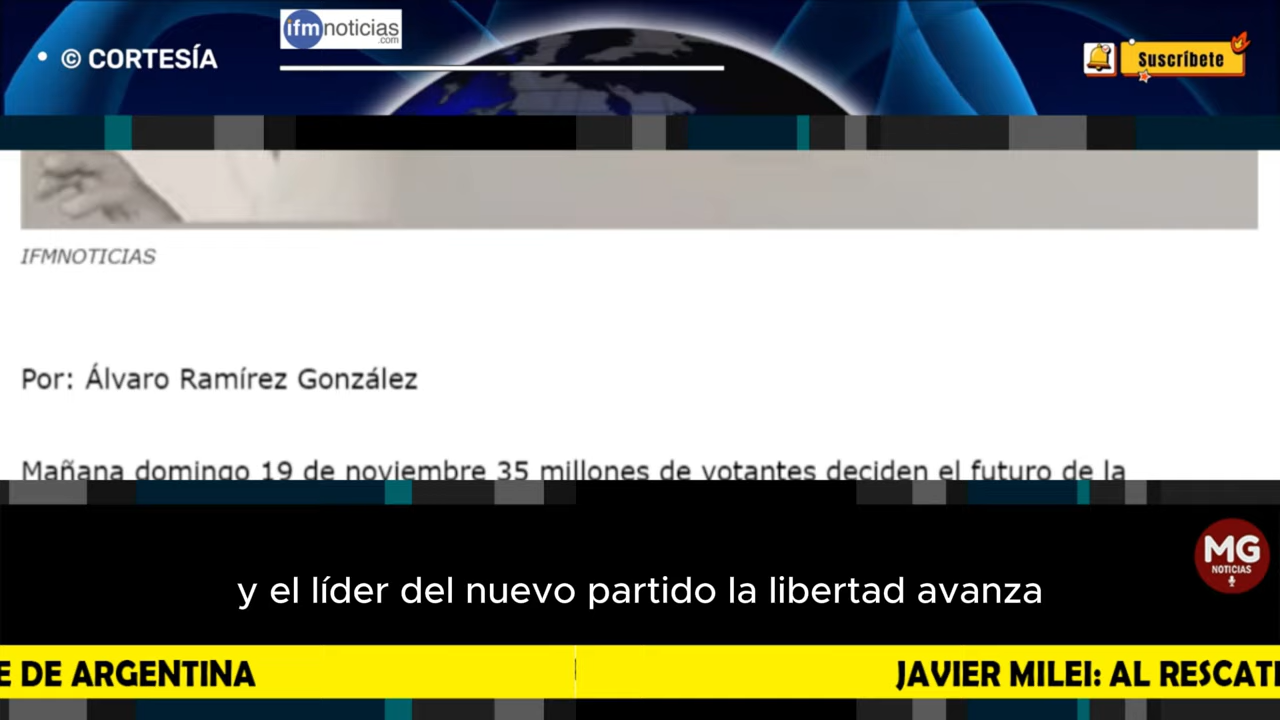 • © CORTESÍA
ifmnoticias
.com
Suscríbete
IFMNOTICIAS
Por: Álvaro Ramírez González
Mañana domingo 19 de noviembre 35 millones de votantes deciden el futuro de la
MG
NOTICIAS
y el líder del nuevo partido la libertad avanza
E DE ARGENTINA
JAVIER MILEI: AL RESCATE